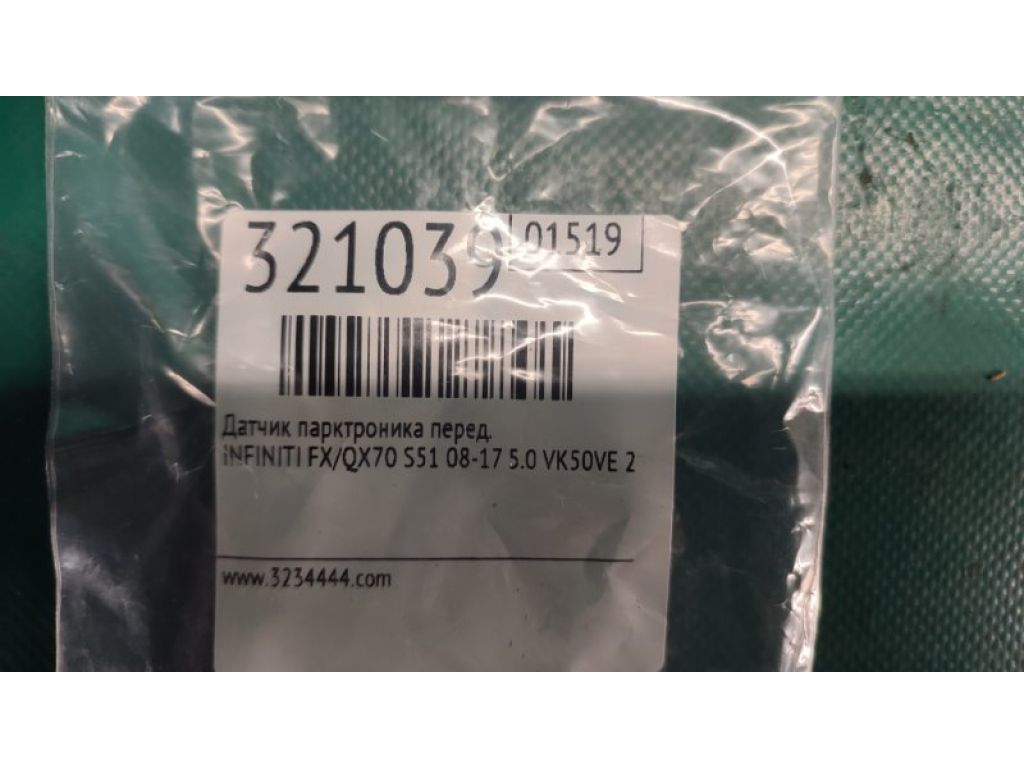 321039
01519
Датчик парктроника перед.
INFINITI FX/QX70 S51 08-17 5.0 VK50VE 2
www.3234444.com